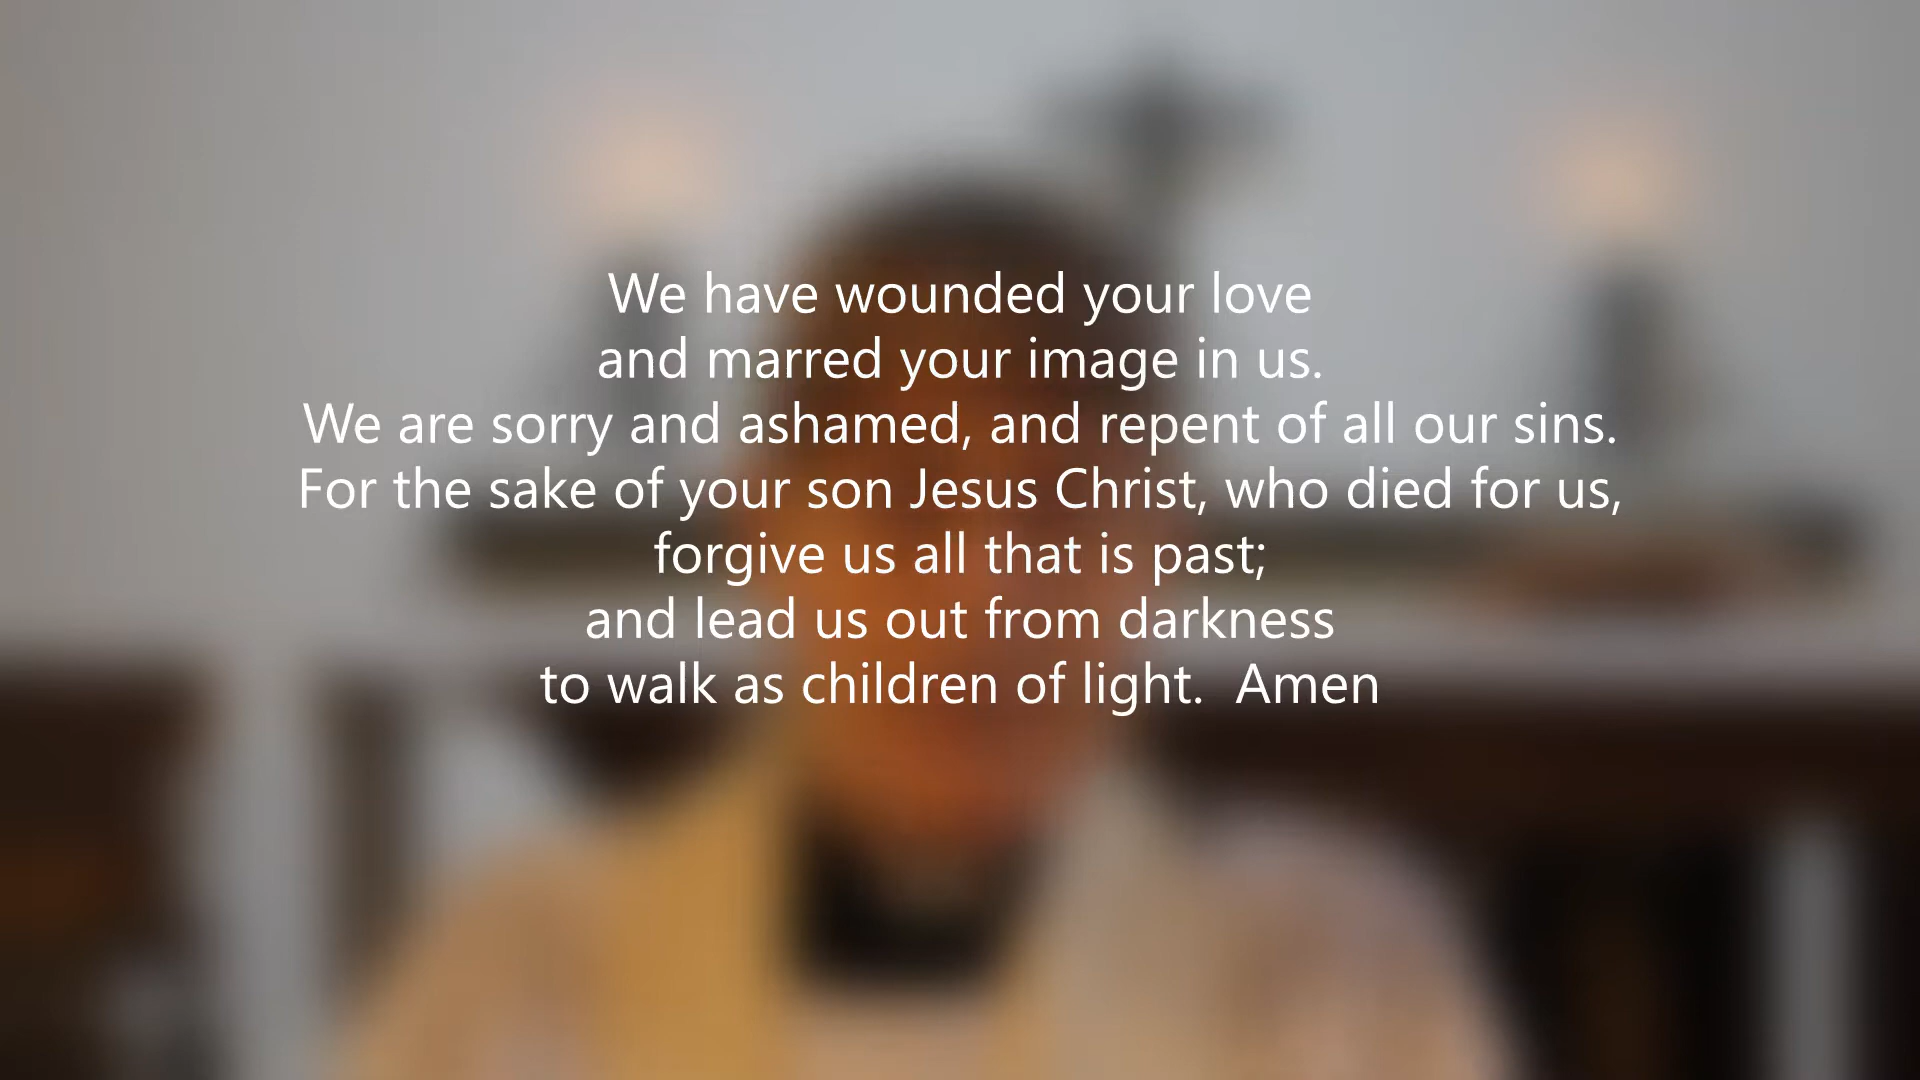 We have wounded your love
and marred your image in us.
We are sorry and ashamed, and repent of all our sins.
For the sake of your son Jesus Christ, who died for us,
forgive us all that is past;
and lead us out from darkness
to walk as children of light.  Amen